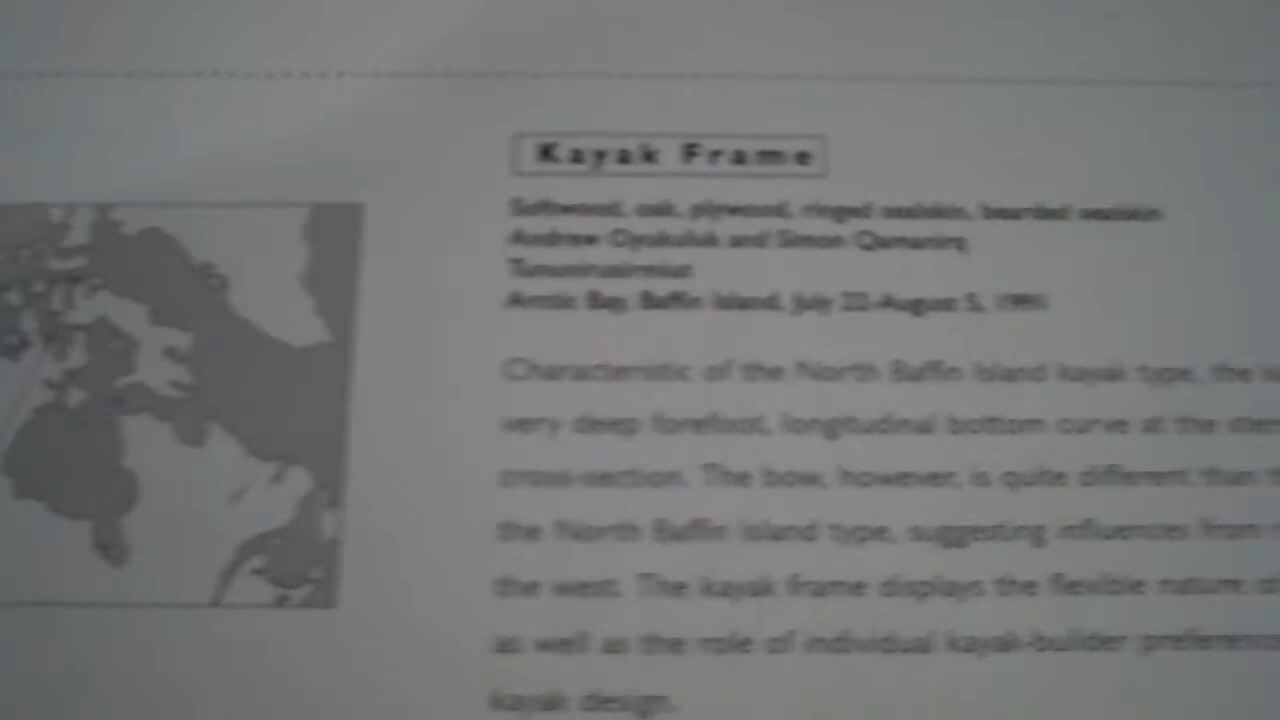 Kayak Frame
Softwood, oak, plywood, ringed sealskin, bearded sealskin
Andrew Oyukuluk and Simon Qamanirq
Tununirusirmiut
Arctic Bay, Baffin Island, July 22-August 5, 1991
Characteristic of the North Baffin Island kayak type, the
very deep forefoot, longitudinal bottom curve at the
cross-section. The bow, however, is quite different than
the North Baffin Island type, suggesting influences from
the west. The kayak frame displays the flexible nature
as well as the role of individual kayak-builder
kayak design.